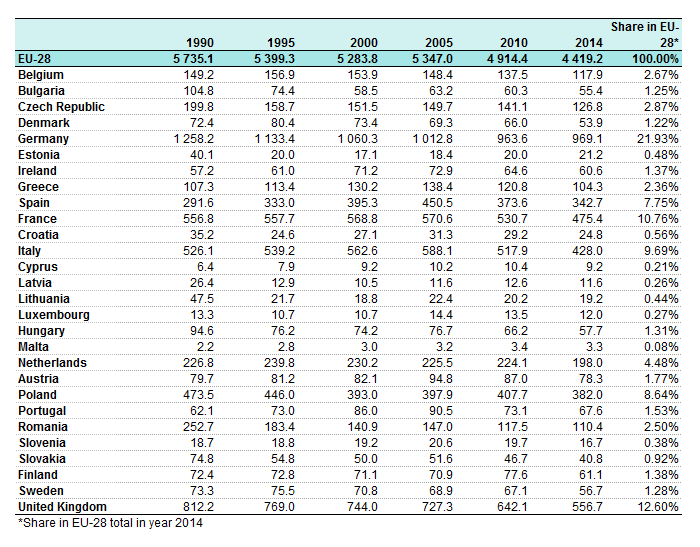 Share in EU-
1990 1995 2000 2005 2010 2014 28*
EU-28 5 735.1 5 399.3 5 283.8 5 347.0 4 914.4 4 419.2 100.00%
Belgium 149.2 156.9 153.9 148.4 137.5 117.9 2.67%
Bulgaria 104.8 74.4 58.5 63.2 60.3 55.4 1.25%
Czech Republic 199.8 158.7 151.5 149.7 141.1 126.8 2.87%
Denmark 72.4 80.4 73.4 69.3 66.0 53.9 1.22%
Germany 1 258.2 1 133.4 1 060.3 1 012.8 963.6 969.1 21.93%
Estonia 40.1 20.0 17.1 18.4 20.0 21.2 0.48%
Ireland 57.2 61.0 71.2 72.9 64.6 60.6 1.37%
Greece 107.3 113.4 130.2 138.4 120.8 104.3 2.36%
Spain 291.6 333.0 395.3 450.5 373.6 342.7 7.75%
France 556.8 557.7 568.8 570.6 530.7 475.4 10.76%
Croatia 35.2 24.6 27.1 31.3 29.2 24.8 0.56%
Italy 526.1 539.2 562.6 588.1 517.9 428.0 9.69%
Cyprus 6.4 7.9 9.2 10.2 10.4 9.2 0.21%
Latvia 26.4 12.9 10.5 11.6 12.6 11.6 0.26%
Lithuania 47.5 21.7 18.8 22.4 20.2 19.2 0.44%
Luxembourg 13.3 10.7 10.7 14.4 13.5 12.0 0.27%
Hungary 94.6 76.2 74.2 76.7 66.2 57.7 1.31%
Malta 2.2 2.8 3.0 3.2 3.4 3.3 0.08%
Netherlands 226.8 239.8 230.2 225.5 224.1 198.0 4.48%
Austria 79.7 81.2 82.1 94.8 87.0 78.3 1.77%
Poland 473.5 446.0 393.0 397.9 407.7 382.0 8.64%
Portugal 62.1 73.0 86.0 90.5 73.1 67.6 1.53%
Romania 252.7 183.4 140.9 147.0 117.5 110.4 2.50%
Slovenia 18.7 18.8 19.2 20.6 19.7 16.7 0.38%
Slovakia 74.8 54.8 50.0 51.6 46.7 40.8 0.92%
Finland 72.4 72.8 71.1 70.9 77.6 61.1 1.38%
Sweden 73.3 75.5 70.8 68.9 67.1 56.7 1.28%
United Kingdom 812.2 769.0 744.0 727.3 642.1 556.7 12.60%
*Share in EU-28 total in year 2014